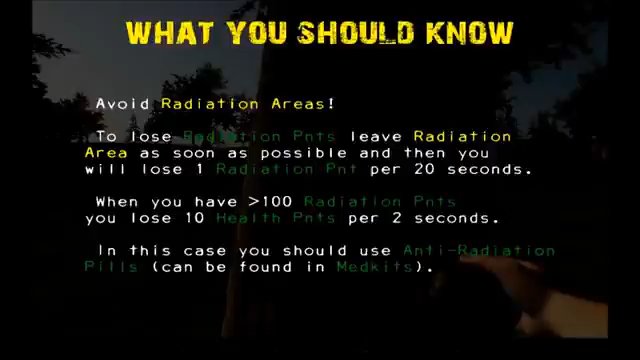 WHAT YOU SHOULD KNOW
Avoid Radiation Areas!
To lose Radiation Pnts leave Radiation
Area as soon as possible and then you
will lose 1 Radiation Pnt per 20 seconds.
When you have >100 Radiation Pnts
you lose 10 Health Pnts per 2 seconds.
In this case you should use Anti-Radiation
Pills (can be found in Medkits).